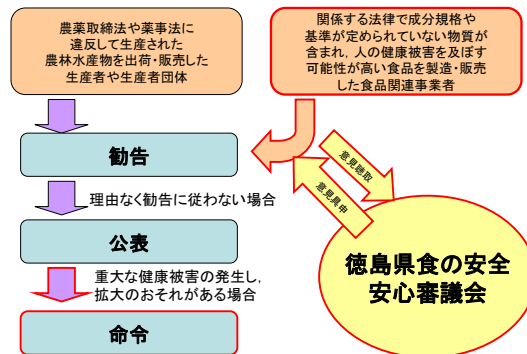 農薬取締法や薬事法に
違反して生産された
農林水産物を出荷・販売した
生産者や生産者団体
関係する法律で成分規格や
基準が定められていない物質が
含まれ，人の健康被害を及ぼす
可能性が高い食品を製造・販売
した食品関連事業者
勧告
意見聴取
意見具申
理由なく勧告に従わない場合
公表
徳島県食の安全
安心審議会
重大な健康被害の発生し，
拡大のおそれがある場合
命令